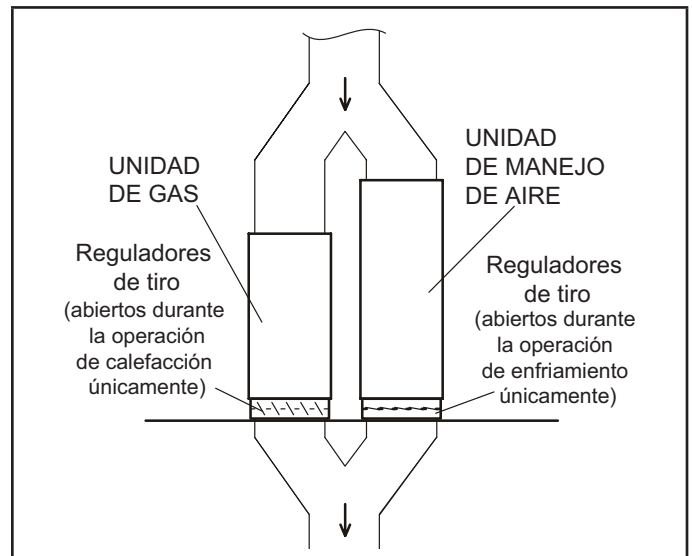 UNIDAD
DE GAS
UNIDAD
DE MANEJO
DE AIRE
Reguladores
de tiro
(abiertos durante
la operación
de calefacción
únicamente)
Reguladores
de tiro
(abiertos durante
la operación
de enfriamiento
únicamente)